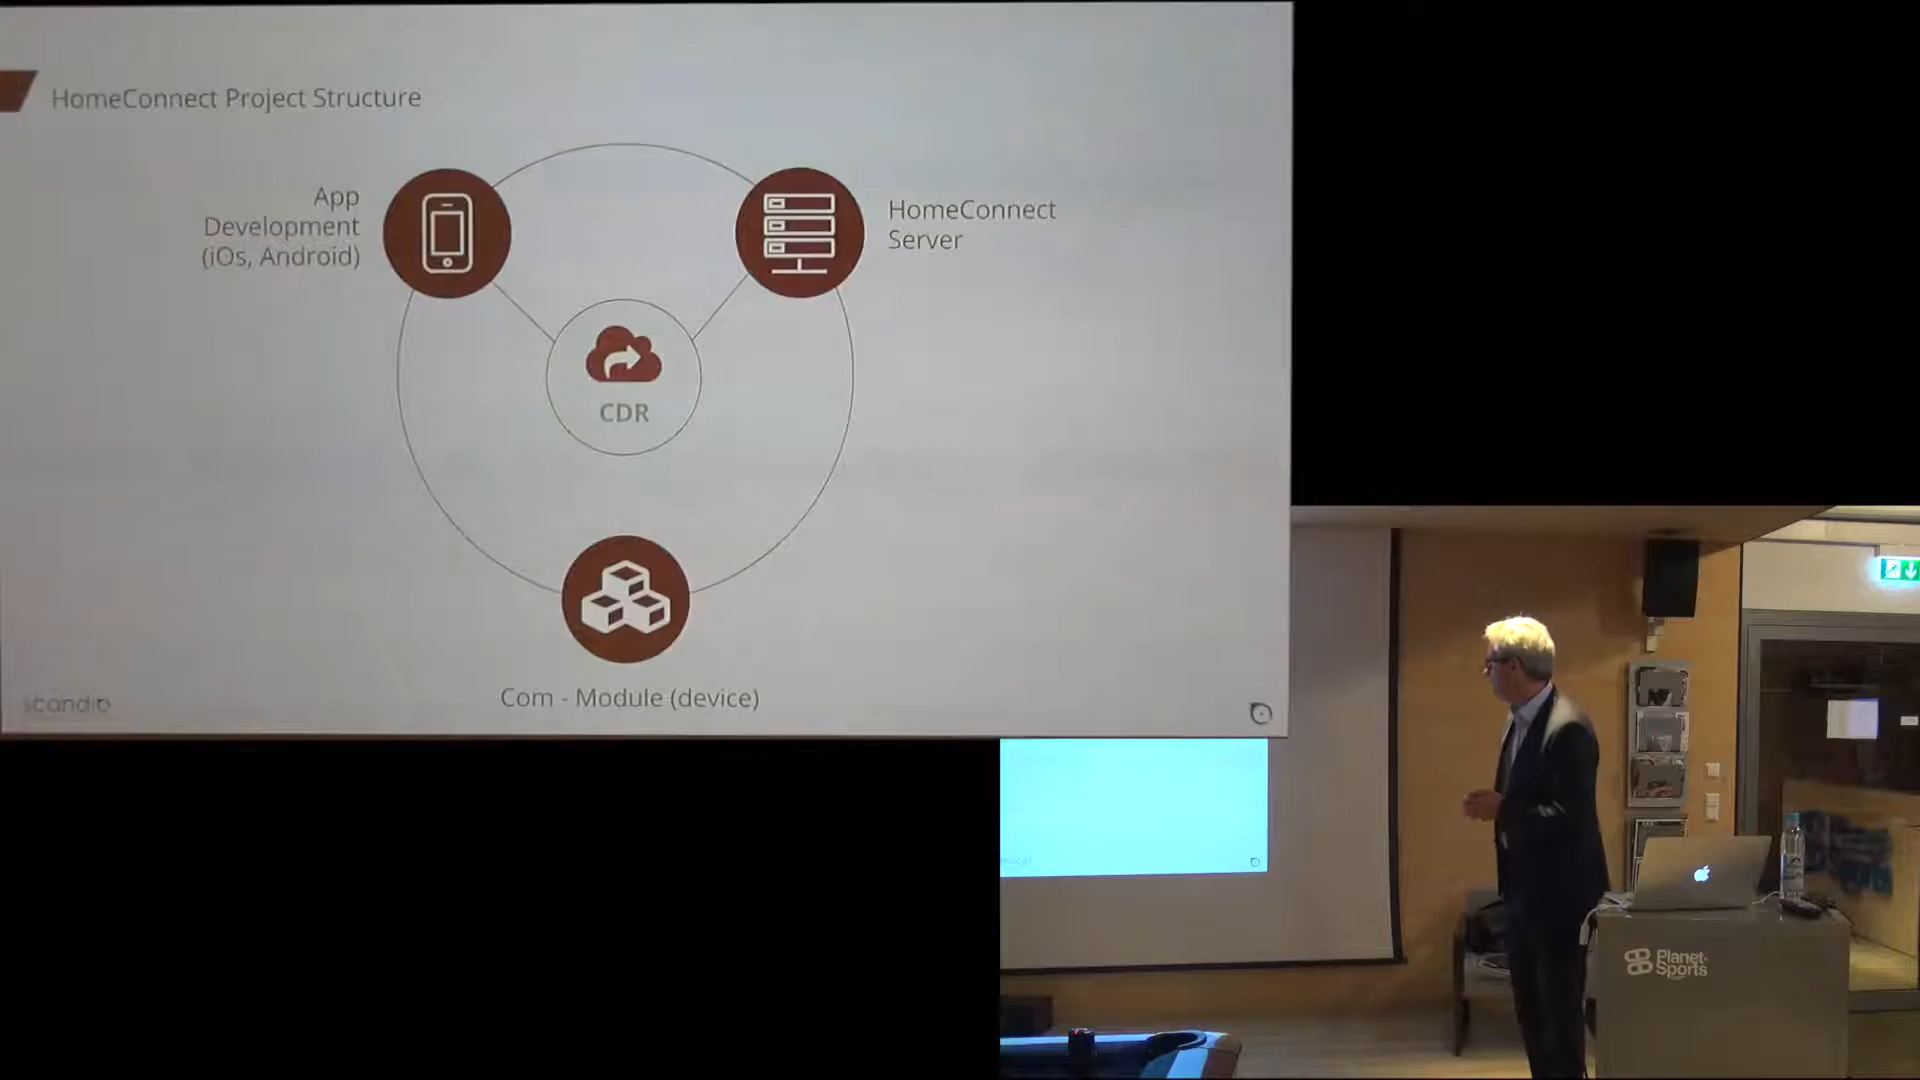 HomeConnect Project Structure
App
Development
(iOs, Android)
HomeConnect
Server
CDR
Com - Module (device)
scandio
Planet-
Sports